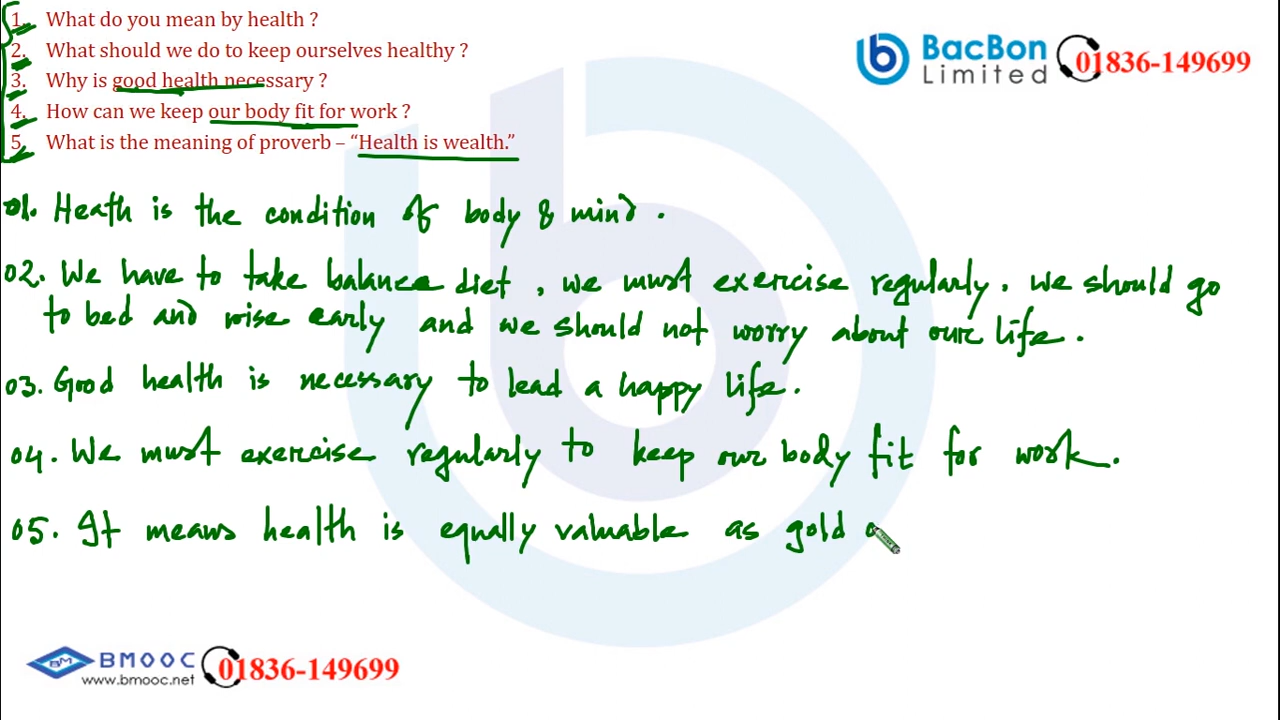 1. What do you mean by health ?
2. What should we do to keep ourselves healthy ?
3. Why is good health necessary ?
4. How can we keep our body fit for work ?
5. What is the meaning of proverb – “Health is wealth.”
BacBon Limited
01836-149699
01. Heath is the condition of body & mind.
02. We have to take balance diet, we must exercise regularly. We should go
to bed and rise early and we should not worry about our life.
03. Good health is necessary to lead a happy life.
04. We must exercise regularly to keep our body fit for work.
05. It means health is equally valuable as gold
BMOOC
www.bmooc.net
01836-149699